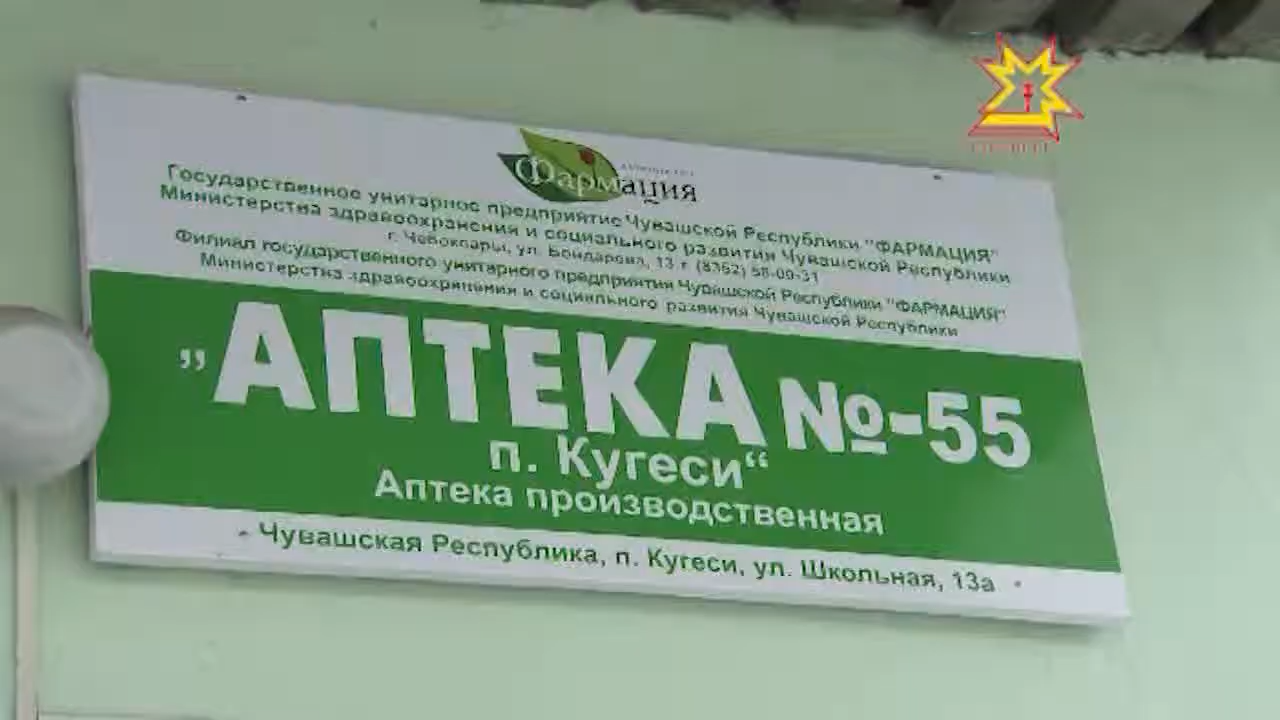 Фармация
Государственное унитарное предприятие Чувашской Республики "ФАРМАЦИЯ"
Министерства здравоохранения и социального развития Чувашской Республики
г. Чебоксары, ул. Бондарева, 13 т. (8362) 58-09-31
Филиал государственного унитарного предприятия Чувашской Республики "ФАРМАЦИЯ"
Министерства здравоохранения и социального развития Чувашской Республики
„АПТЕКА №-55
п. Кугеси“
Аптека производственная
Чувашская Республика, п. Кугеси, ул. Школьная, 13а